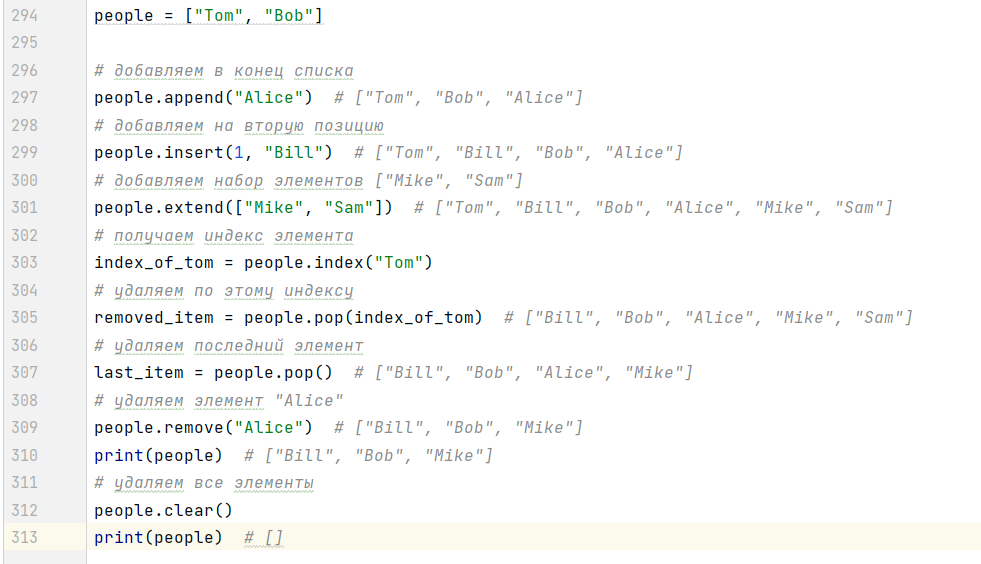 294 people = ["Tom", "Bob"]
295
296 # добавляем в конец списка
297 people.append("Alice")  # ["Tom", "Bob", "Alice"]
298 # добавляем на вторую позицию
299 people.insert(1, "Bill")  # ["Tom", "Bill", "Bob", "Alice"]
300 # добавляем набор элементов ["Mike", "Sam"]
301 people.extend(["Mike", "Sam"])  # ["Tom", "Bill", "Bob", "Alice", "Mike", "Sam"]
302 # получаем индекс элемента
303 index_of_tom = people.index("Tom")
304 # удаляем по этому индексу
305 removed_item = people.pop(index_of_tom)  # ["Bill", "Bob", "Alice", "Mike", "Sam"]
306 # удаляем последний элемент
307 last_item = people.pop()  # ["Bill", "Bob", "Alice", "Mike"]
308 # удаляем элемент "Alice"
309 people.remove("Alice")  # ["Bill", "Bob", "Mike"]
310 print(people)  # ["Bill", "Bob", "Mike"]
311 # удаляем все элементы
312 people.clear()
313 print(people)  # []